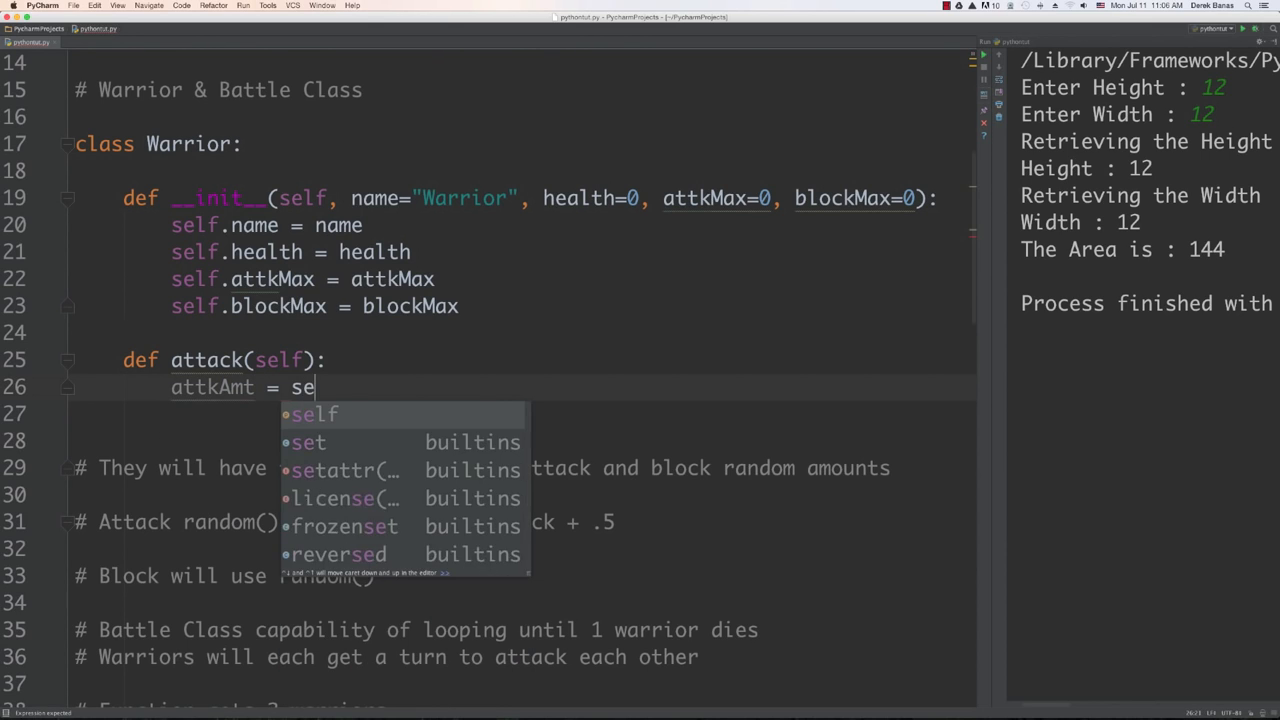 PyCharm File Edit View Navigate Code Refactor Run Tools VCS Window Help
10 Mon Jul 11 11:06 AM Derek Banas
pythontut.py - PyCharmProjects - [~/PycharmProjects]
PycharmProjects pythontut.py
pythontut
pythontut.py
Run pythontut
14
15 # Warrior & Battle Class
16
17 class Warrior:
18
19 def __init__(self, name="Warrior", health=0, attkMax=0, blockMax=0):
20 self.name = name
21 self.health = health
22 self.attkMax = attkMax
23 self.blockMax = blockMax
24
25 def attack(self):
26 attkAmt = se
27
28
29 # They will have ttack and block random amounts
30
31 # Attack random() ck + .5
32
33 # Block will use random()
34
35 # Battle Class capability of looping until 1 warrior dies
36 # Warriors will each get a turn to attack each other
37
self
set builtins
setattr(… builtins
license(… builtins
frozenset builtins
reversed builtins
^↓ and ^↑ will move caret down and up in the editor >>
/Library/Frameworks/Py
Enter Height : 12
Enter Width : 12
Retrieving the Height
Height : 12
Retrieving the Width
Width : 12
The Area is : 144
Process finished with
Expression expected
26:21 LF≑ UTF-8≑